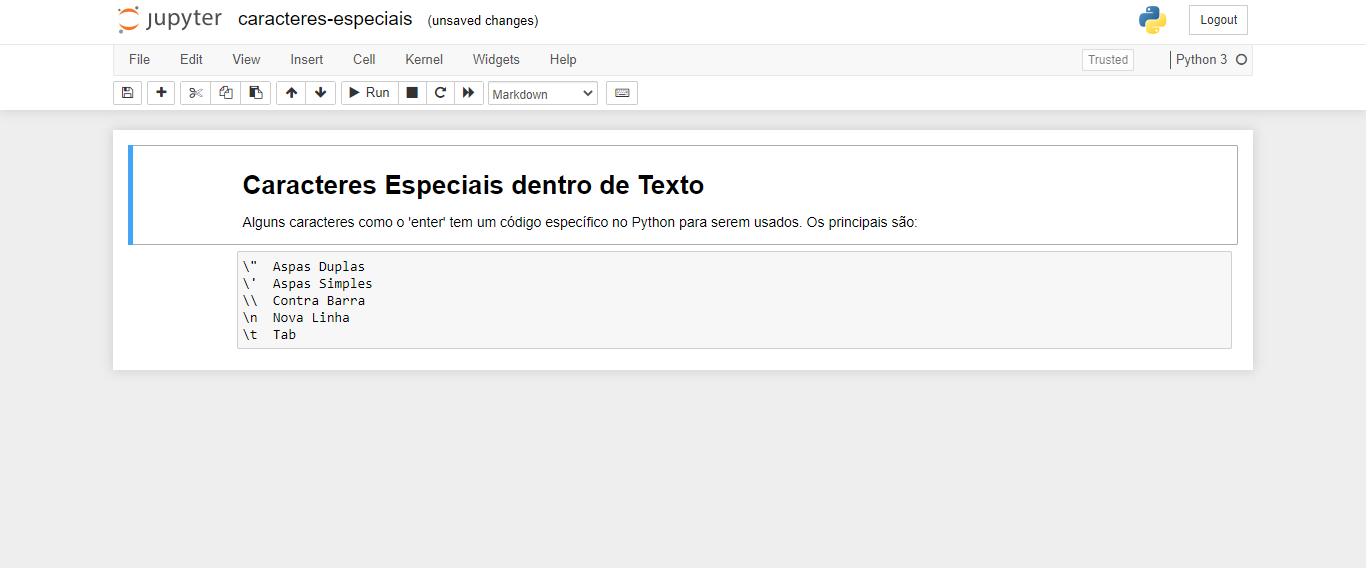 jupyter caracteres-especiais (unsaved changes) Logout
File Edit View Insert Cell Kernel Widgets Help Trusted Python 3
Run Markdown
Caracteres Especiais dentro de Texto
Alguns caracteres como o 'enter' tem um código específico no Python para serem usados. Os principais são:
\" Aspas Duplas
\' Aspas Simples
\\ Contra Barra
\n Nova Linha
\t Tab